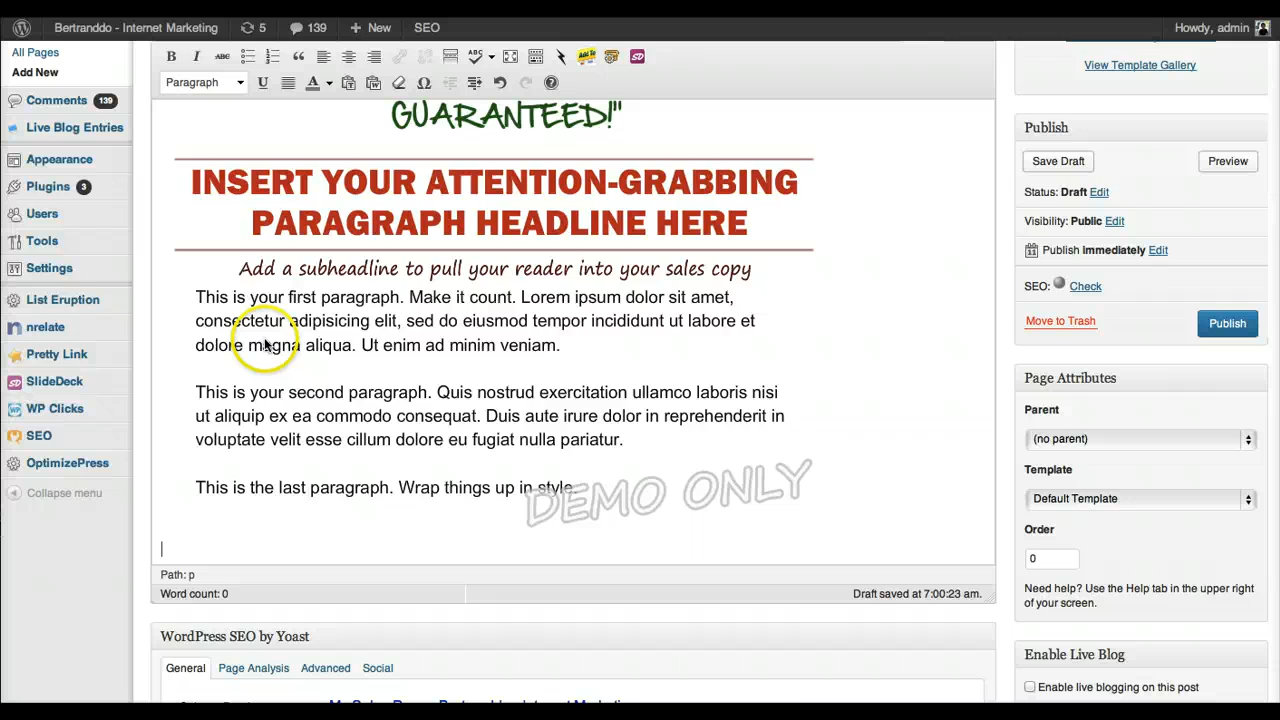 Bertranddo - Internet Marketing
5
139
New
SEO
Howdy, admin
All Pages
Add New
Comments 139
Live Blog Entries
Appearance
Plugins 3
Users
Tools
Settings
List Eruption
nrelate
Pretty Link
SlideDeck
WP Clicks
SEO
OptimizePress
Collapse menu
B I ABC ABC
Add To
SD
Paragraph U A
GUARANTEED!"
INSERT YOUR ATTENTION-GRABBING
PARAGRAPH HEADLINE HERE
Add a subheadline to pull your reader into your sales copy
This is your first paragraph. Make it count. Lorem ipsum dolor sit amet,
consectetur adipisicing elit, sed do eiusmod tempor incididunt ut labore et
dolore magna aliqua. Ut enim ad minim veniam.
This is your second paragraph. Quis nostrud exercitation ullamco laboris nisi
ut aliquip ex ea commodo consequat. Duis aute irure dolor in reprehenderit in
voluptate velit esse cillum dolore eu fugiat nulla pariatur.
This is the last paragraph. Wrap things up in style.
DEMO ONLY
Path: p
Word count: 0
Draft saved at 7:00:23 am.
WordPress SEO by Yoast
General
Page Analysis
Advanced
Social
View Template Gallery
Publish
Save Draft
Preview
Status: Draft Edit
Visibility: Public Edit
Publish immediately Edit
SEO: Check
Move to Trash
Publish
Page Attributes
Parent
(no parent)
Template
Default Template
Order
0
Need help? Use the Help tab in the upper right
of your screen.
Enable Live Blog
Enable live blogging on this post